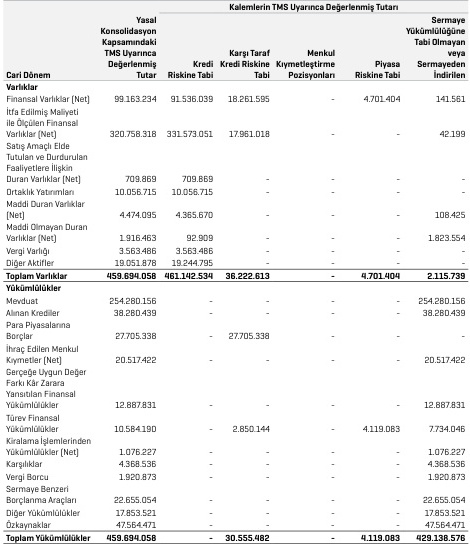 Kalemlerin TMS Uyarınca Değerlenmiş Tutarı
Cari Dönem | Yasal Konsolidasyon Kapsamındaki TMS Uyarınca Değerlenmiş Tutar | Kredi Riskine Tabi | Karşı Taraf Kredi Riskine Tabi | Menkul Kıymetleştirme Pozisyonları | Piyasa Riskine Tabi | Sermaye Yükümlülüğüne Tabi Olmayan veya Sermayeden İndirilen
Varlıklar
Finansal Varlıklar (Net) 99.163.234 91.536.039 18.261.595 - 4.701.404 141.561
İtfa Edilmiş Maliyeti
ile Ölçülen Finansal
Varlıklar (Net) 320.758.318 331.573.051 17.961.018 - - 42.199
Satış Amaçlı Elde
Tutulan ve Durdurulan
Faaliyetlere İlişkin
Duran Varlıklar (Net) 709.869 709.869 - - - -
Ortaklık Yatırımları 10.056.715 10.056.715 - - - -
Maddi Duran Varlıklar
(Net) 4.474.095 4.365.670 - - - 108.425
Maddi Olmayan Duran
Varlıklar (Net) 1.916.463 92.909 - - - 1.823.554
Vergi Varlığı 3.563.486 3.563.486 - - - -
Diğer Aktifler 19.051.878 19.244.795 - - - -
Toplam Varlıklar 459.694.058 461.142.534 36.222.613 - 4.701.404 2.115.739
Yükümlülükler
Mevduat 254.280.156 - - - - 254.280.156
Alınan Krediler 38.280.439 - - - - 38.280.439
Para Piyasalarına
Borçlar 27.705.338 - 27.705.338 - - -
İhraç Edilen Menkul
Kıymetler (Net) 20.517.422 - - - - 20.517.422
Gerçeğe Uygun Değer
Farkı Kâr Zarara
Yansıtılan Finansal
Yükümlülükler 12.887.831 - - - - 12.887.831
Türev Finansal
Yükümlülükler 10.584.190 - 2.850.144 - 4.119.083 7.734.046
Kiralama İşlemlerinden
Yükümlülükler (Net) 1.076.227 - - - - 1.076.227
Karşılıklar 4.368.536 - - - - 4.368.536
Vergi Borcu 1.920.873 - - - - 1.920.873
Sermaye Benzeri
Borçlanma Araçları 22.655.054 - - - - 22.655.054
Diğer Yükümlülükler 17.853.521 - - - - 17.853.521
Özkaynaklar 47.564.471 - - - - 47.564.471
Toplam Yükümlülükler 459.694.058 - 30.555.482 - 4.119.083 429.138.576